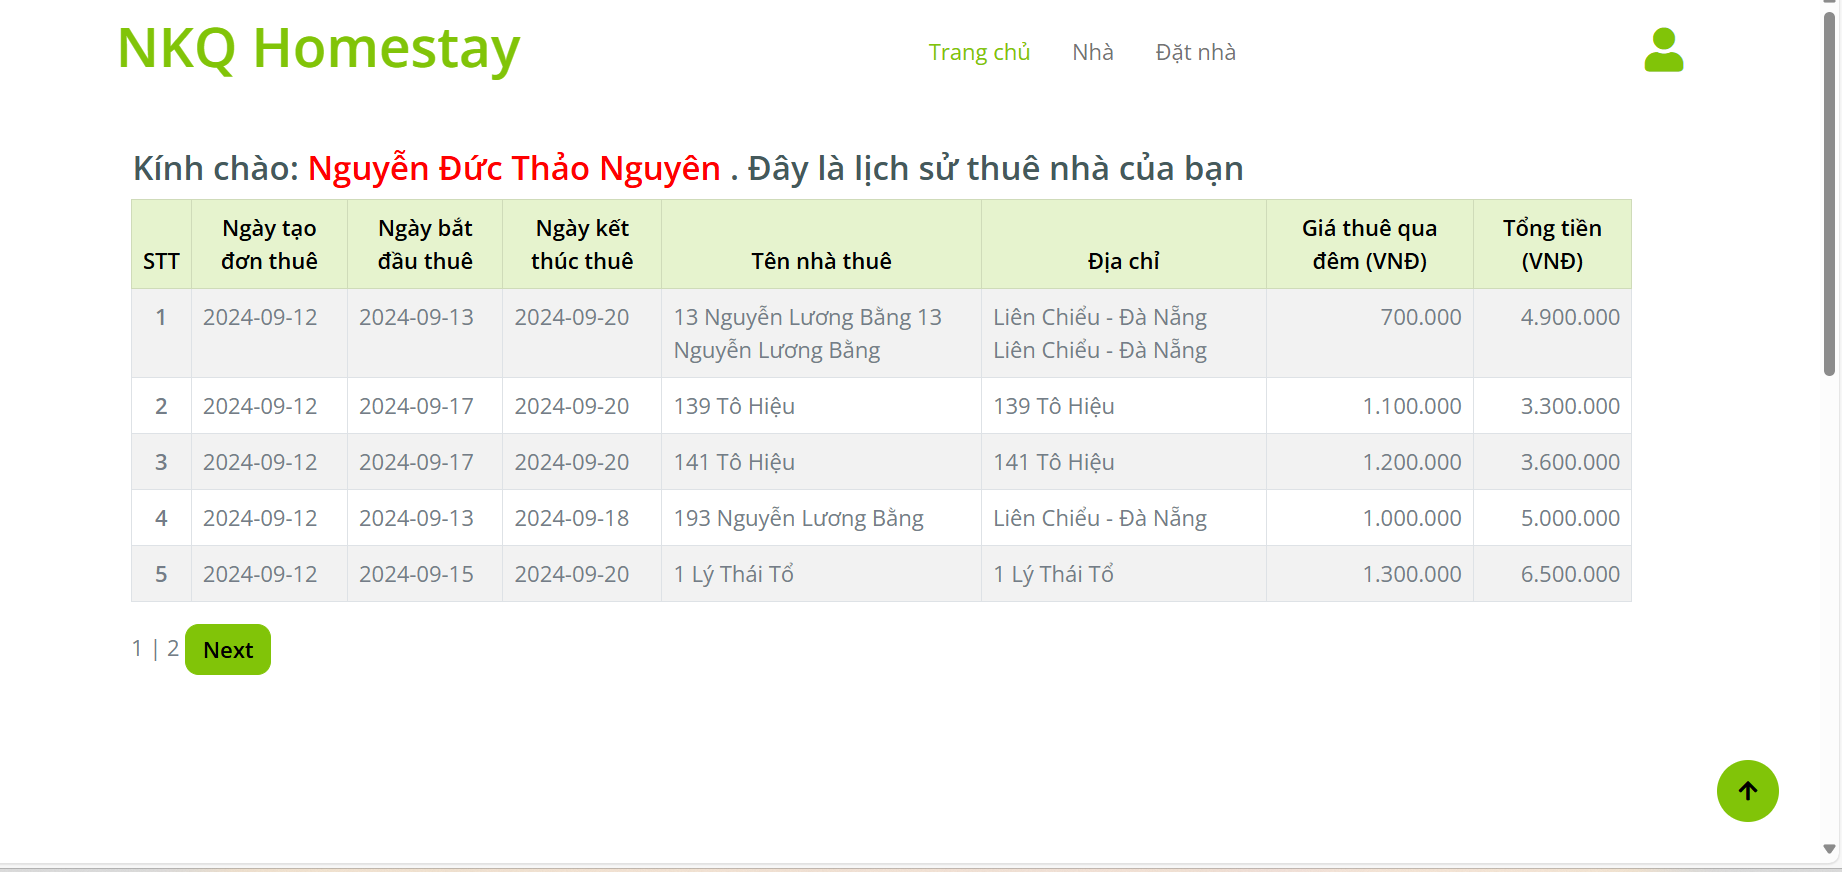 NKQ Homestay
Trang chủ Nhà Đặt nhà
Kính chào: Nguyễn Đức Thảo Nguyên . Đây là lịch sử thuê nhà của bạn
STT Ngày tạo đơn thuê Ngày bắt đầu thuê Ngày kết thúc thuê Tên nhà thuê Địa chỉ Giá thuê qua đêm (VNĐ) Tổng tiền (VNĐ)
1 2024-09-12 2024-09-13 2024-09-20 13 Nguyễn Lương Bằng 13 Nguyễn Lương Bằng Liên Chiểu - Đà Nẵng Liên Chiểu - Đà Nẵng 700.000 4.900.000
2 2024-09-12 2024-09-17 2024-09-20 139 Tô Hiệu 139 Tô Hiệu 1.100.000 3.300.000
3 2024-09-12 2024-09-17 2024-09-20 141 Tô Hiệu 141 Tô Hiệu 1.200.000 3.600.000
4 2024-09-12 2024-09-13 2024-09-18 193 Nguyễn Lương Bằng Liên Chiểu - Đà Nẵng 1.000.000 5.000.000
5 2024-09-12 2024-09-15 2024-09-20 1 Lý Thái Tổ 1 Lý Thái Tổ 1.300.000 6.500.000
1 | 2 Next